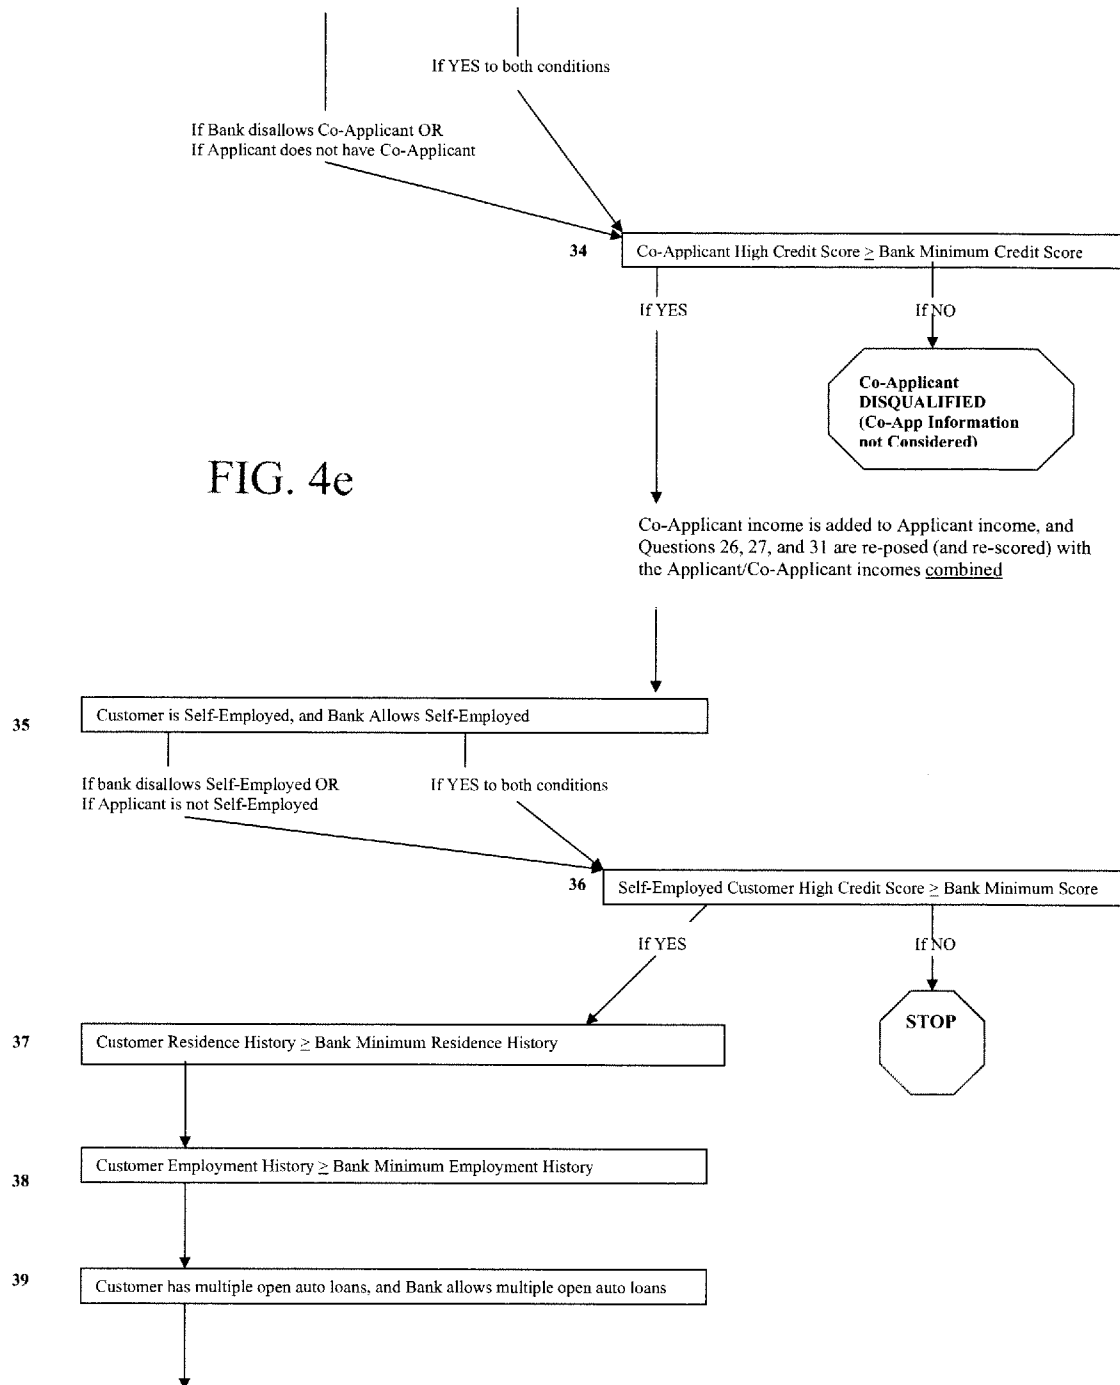 If YES to both conditions
If Bank disallows Co-Applicant OR
If Applicant does not have Co-Applicant
34
Co-Applicant High Credit Score ≥ Bank Minimum Credit Score
If YES
If NO
Co-Applicant
DISQUALIFIED
(Co-App Information
not Considered)
FIG. 4e
Co-Applicant income is added to Applicant income, and
Questions 26, 27, and 31 are re-posed (and re-scored) with
the Applicant/Co-Applicant incomes combined
35
Customer is Self-Employed, and Bank Allows Self-Employed
If bank disallows Self-Employed OR
If Applicant is not Self-Employed
If YES to both conditions
36
Self-Employed Customer High Credit Score ≥ Bank Minimum Score
If YES
If NO
STOP
37
Customer Residence History ≥ Bank Minimum Residence History
38
Customer Employment History ≥ Bank Minimum Employment History
39
Customer has multiple open auto loans, and Bank allows multiple open auto loans